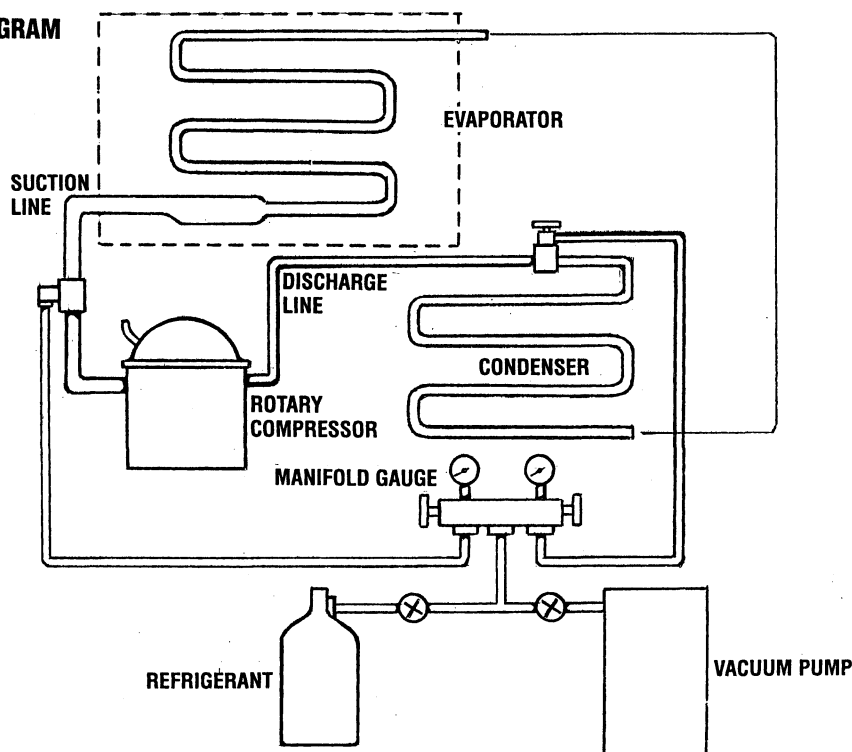 GRAM
EVAPORATOR
SUCTION
LINE
DISCHARGE
LINE
CONDENSER
ROTARY
COMPRESSOR
MANIFOLD GAUGE
REFRIGERANT
VACUUM PUMP